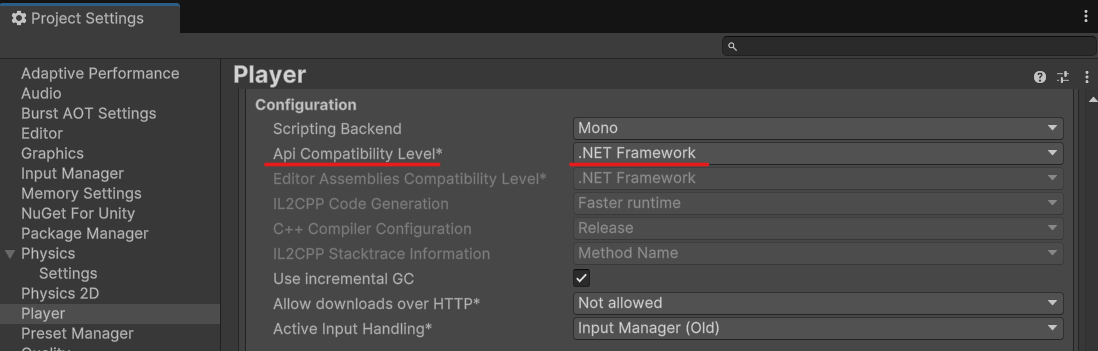 Project Settings
Adaptive Performance
Audio
Burst AOT Settings
Editor
Graphics
Input Manager
Memory Settings
NuGet For Unity
Package Manager
Physics
Settings
Physics 2D
Player
Preset Manager
Quality
Player
Configuration
Scripting Backend Mono
Api Compatibility Level* .NET Framework
Editor Assemblies Compatibility Level* .NET Framework
IL2CPP Code Generation Faster runtime
C++ Compiler Configuration Release
IL2CPP Stacktrace Information Method Name
Use incremental GC
Allow downloads over HTTP* Not allowed
Active Input Handling* Input Manager (Old)